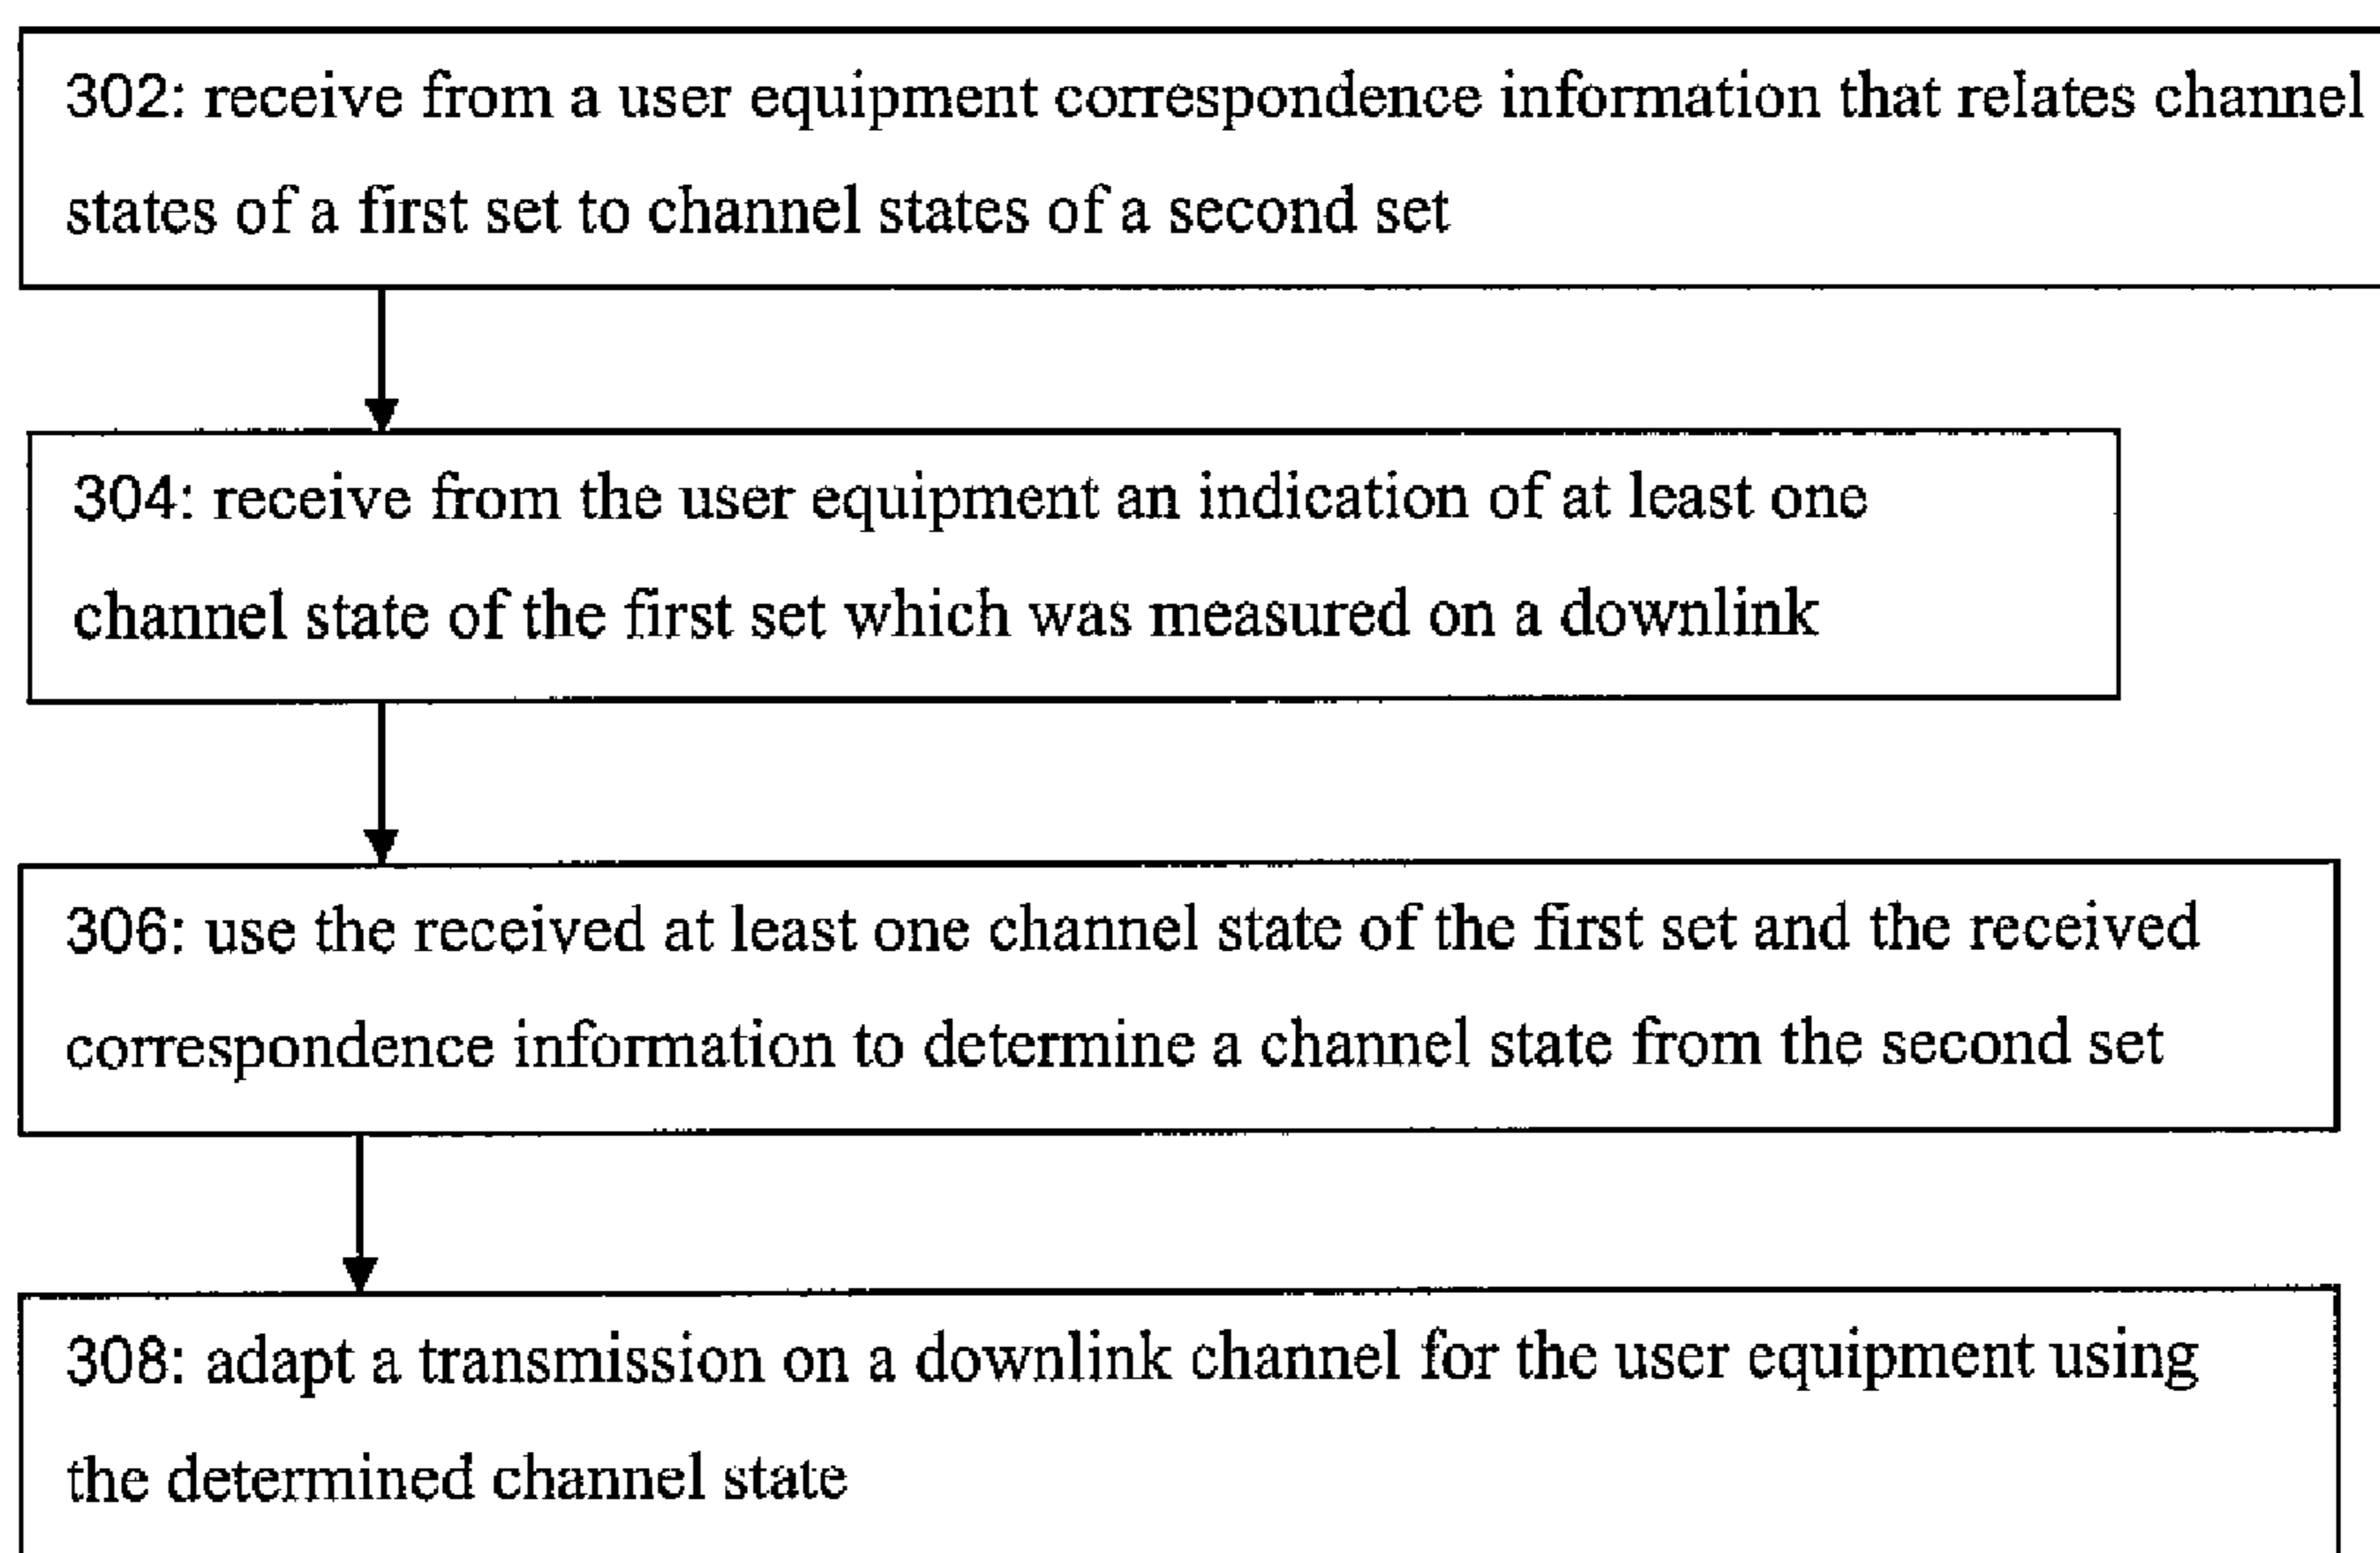 302: receive from a user equipment correspondence information that relates channel
states of a first set to channel states of a second set
304: receive from the user equipment an indication of at least one
channel state of the first set which was measured on a downlink
306: use the received at least one channel state of the first set and the received
correspondence information to determine a channel state from the second set
308: adapt a transmission on a downlink channel for the user equipment using
the determined channel state